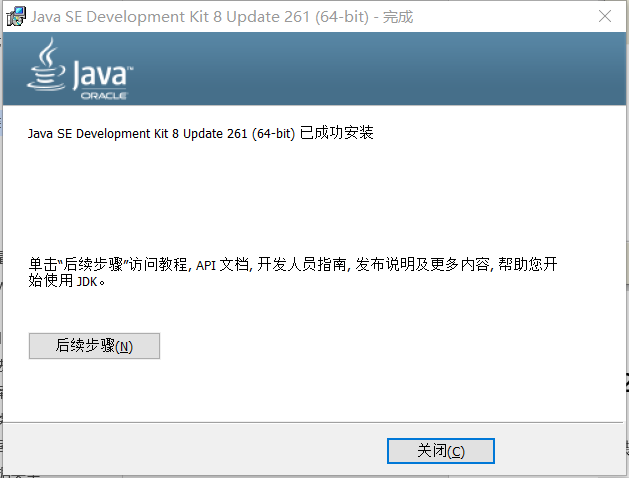 Java SE Development Kit 8 Update 261 (64-bit) - 完成
Java™
ORACLE
Java SE Development Kit 8 Update 261 (64-bit) 已成功安装
单击“后续步骤”访问教程, API 文档, 开发人员指南, 发布说明及更多内容, 帮助您开
始使用 JDK。
后续步骤(N)
关闭(C)